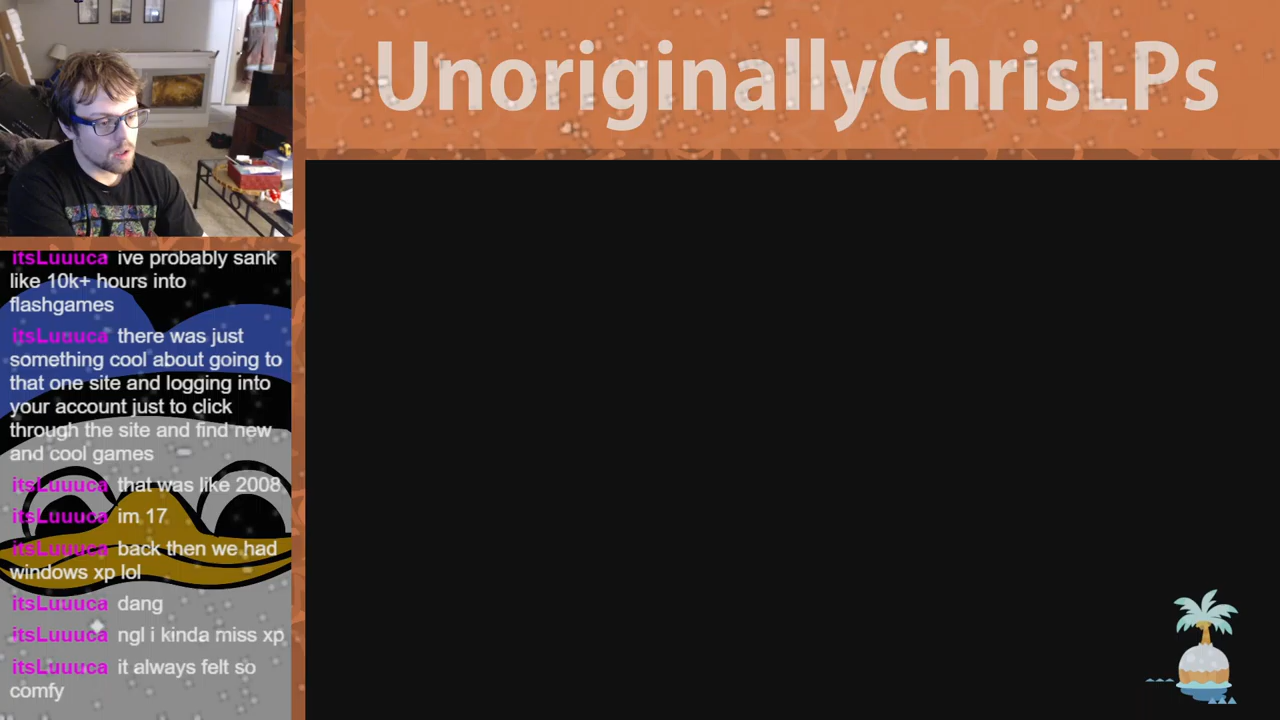 UnoriginallyChrisLPs
itsLuuuca ive probably sank
like 10k+ hours into
flashgames
itsLuuuca there was just
something cool about going to
that one site and logging into
your account just to click
through the site and find new
and cool games
itsLuuuca that was like 2008
itsLuuuca im 17
itsLuuuca back then we had
windows xp lol
itsLuuuca dang
itsLuuuca ngl i kinda miss xp
itsLuuuca it always felt so
comfy